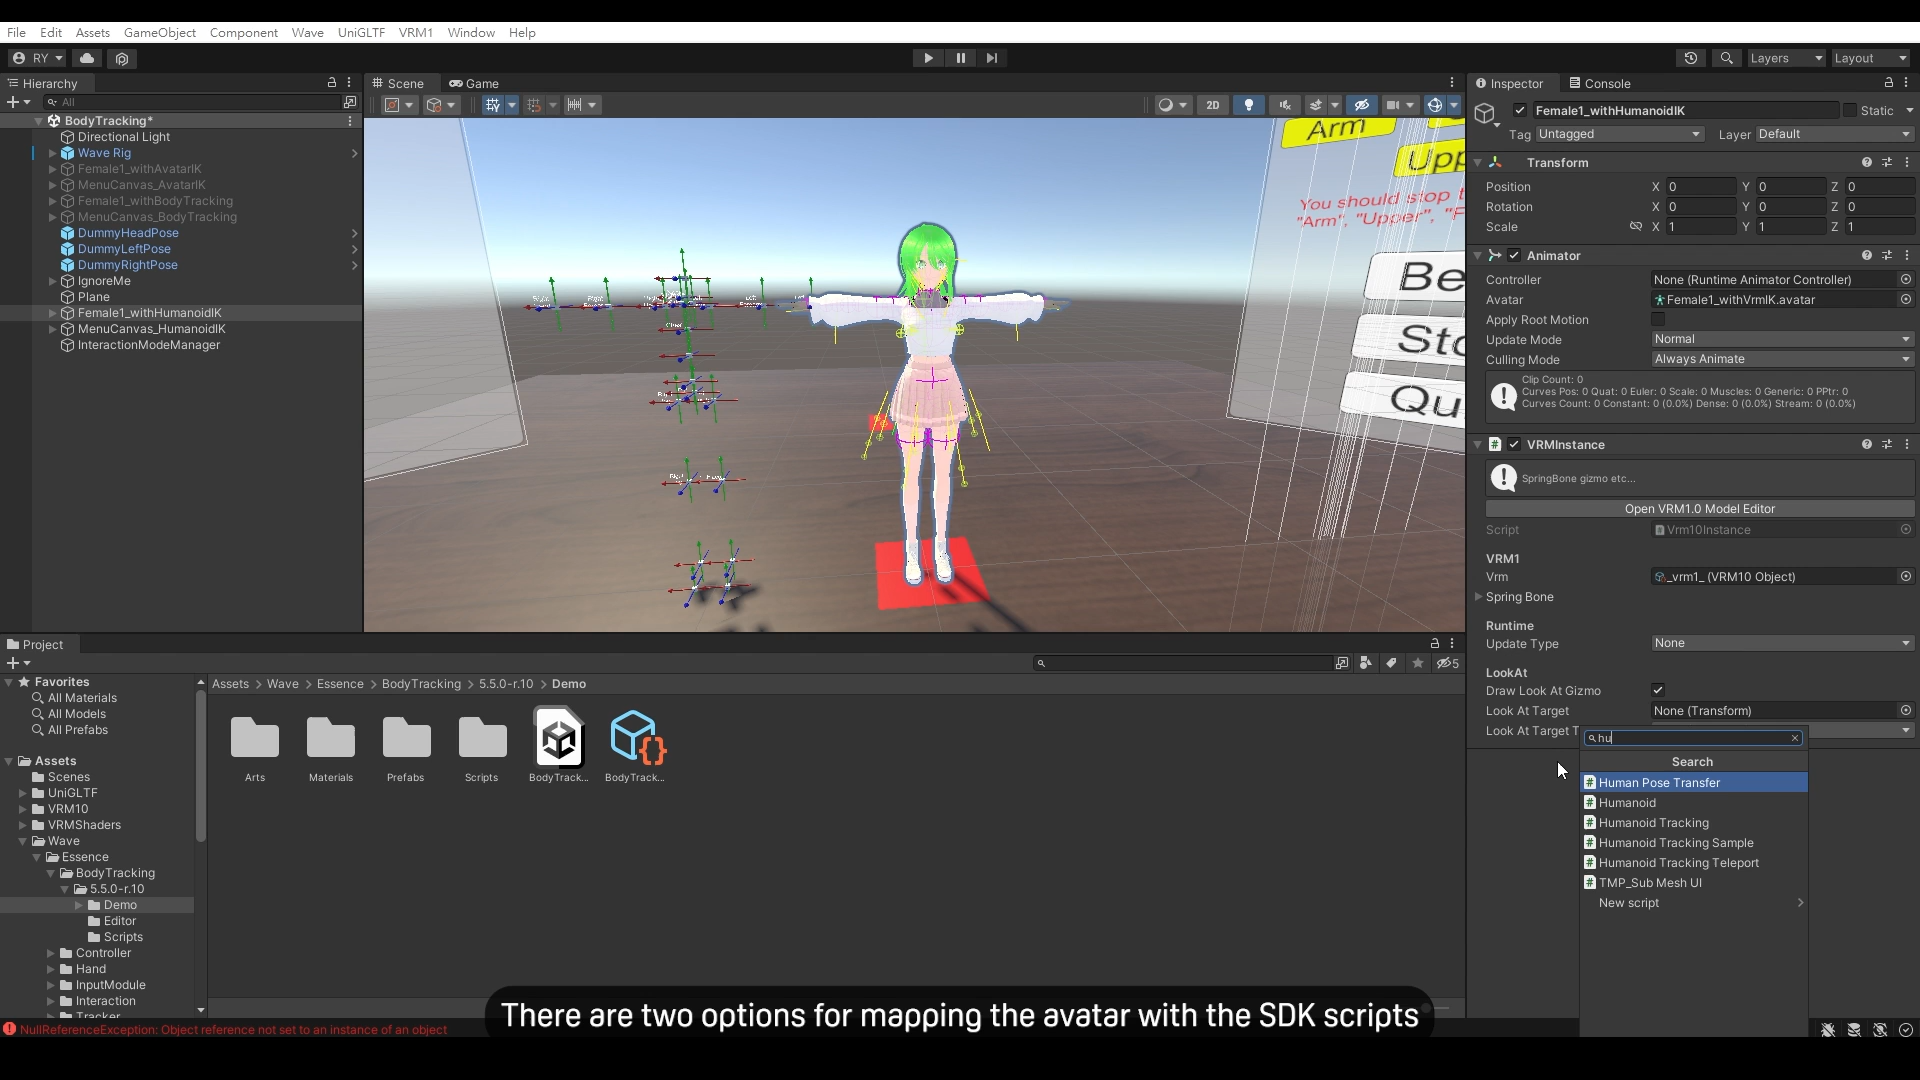 File Edit Assets GameObject Component Wave UniGLTF VRM1 Window Help
RY
Layers Layout
Hierarchy
All
BodyTracking*
Directional Light
Wave Rig
Female1_withAvatarIK
MenuCanvas_AvatarIK
Female1_withBodyTracking
MenuCanvas_BodyTracking
DummyHeadPose
DummyLeftPose
DummyRightPose
IgnoreMe
Plane
Female1_withHumanoidIK
MenuCanvas_HumanoidIK
InteractionModeManager
Scene Game
2D
Arm
Upp
You should stop t
"Arm", "Upper", "F
Be
Sto
Qu
Inspector Console
Female1_withHumanoidIK Static
Tag Untagged Layer Default
Transform
Position X 0 Y 0 Z 0
Rotation X 0 Y 0 Z 0
Scale X 1 Y 1 Z 1
Animator
Controller None (Runtime Animator Controller)
Avatar Female1_withVrmIK.avatar
Apply Root Motion
Update Mode Normal
Culling Mode Always Animate
Clip Count: 0
Curves Pos: 0 Quat: 0 Euler: 0 Scale: 0 Muscles: 0 Generic: 0 PPtr: 0
Curves Count: 0 Constant: 0 (0.0%) Dense: 0 (0.0%) Stream: 0 (0.0%)
VRMInstance
SpringBone gizmo etc...
Open VRM1.0 Model Editor
Script Vrm10Instance
VRM1
Vrm _vrm1_ (VRM10 Object)
Spring Bone
Runtime
Update Type None
LookAt
Draw Look At Gizmo
Look At Target None (Transform)
Look At Target T
hu
Search
Human Pose Transfer
Humanoid
Humanoid Tracking
Humanoid Tracking Sample
Humanoid Tracking Teleport
TMP_Sub Mesh UI
New script
Project
5
Favorites
All Materials
All Models
All Prefabs
Assets
Scenes
UniGLTF
VRM10
VRMShaders
Wave
Essence
BodyTracking
5.5.0-r.10
Demo
Editor
Scripts
Controller
Hand
InputModule
Interaction
Tracker
Assets > Wave > Essence > BodyTracking > 5.5.0-r.10 > Demo
Arts Materials Prefabs Scripts BodyTrack... BodyTrack...
There are two options for mapping the avatar with the SDK scripts
NullReferenceException: Object reference not set to an instance of an object